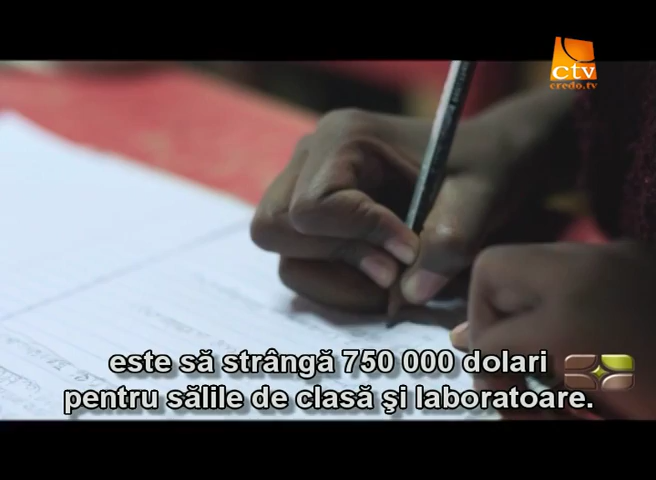 ctv
credo.tv
este să strângă 750 000 dolari
pentru sălile de clasă şi laboratoare.